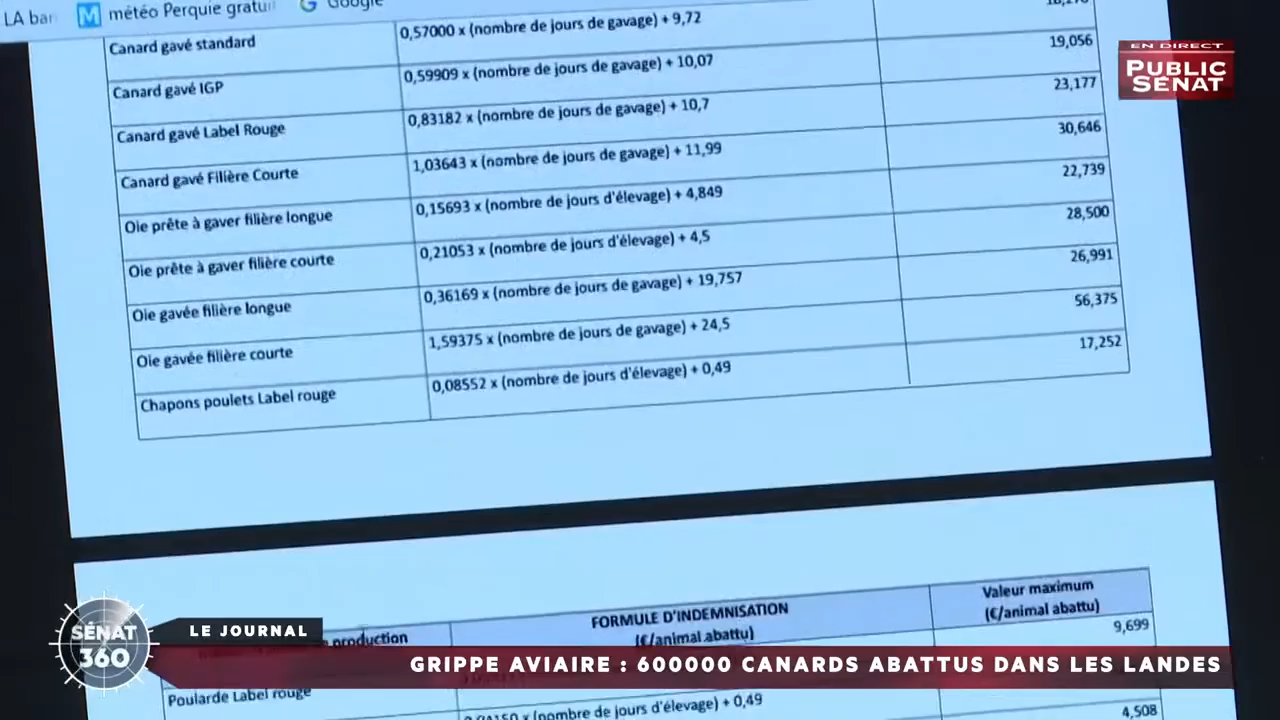 LA bar
météo Perquie gratui
Google
Canard gavé standard 0,57000 x (nombre de jours de gavage) + 9,72
Canard gavé IGP 0,59909 x (nombre de jours de gavage) + 10,07 19,056
Canard gavé Label Rouge 0,83182 x (nombre de jours de gavage) + 10,7 23,177
Canard gavé Filière Courte 1,03643 x (nombre de jours de gavage) + 11,99 30,646
Oie prête à gaver filière longue 0,15693 x (nombre de jours d'élevage) + 4,849 22,739
Oie prête à gaver filière courte 0,21053 x (nombre de jours d'élevage) + 4,5 28,500
Oie gavée filière longue 0,36169 x (nombre de jours de gavage) + 19,757 26,991
Oie gavée filière courte 1,59375 x (nombre de jours de gavage) + 24,5 56,375
Chapons poulets Label rouge 0,08552 x (nombre de jours d'élevage) + 0,49 17,252
EN DIRECT
PUBLIC
SÉNAT
production
FORMULE D'INDEMNISATION
(€/animal abattu)
Valeur maximum
(€/animal abattu)
Poularde Label rouge 9,699
x (nombre de jours d'élevage) + 0,49 4,508
SÉNAT
360
LE JOURNAL
GRIPPE AVIAIRE : 600000 CANARDS ABATTUS DANS LES LANDES